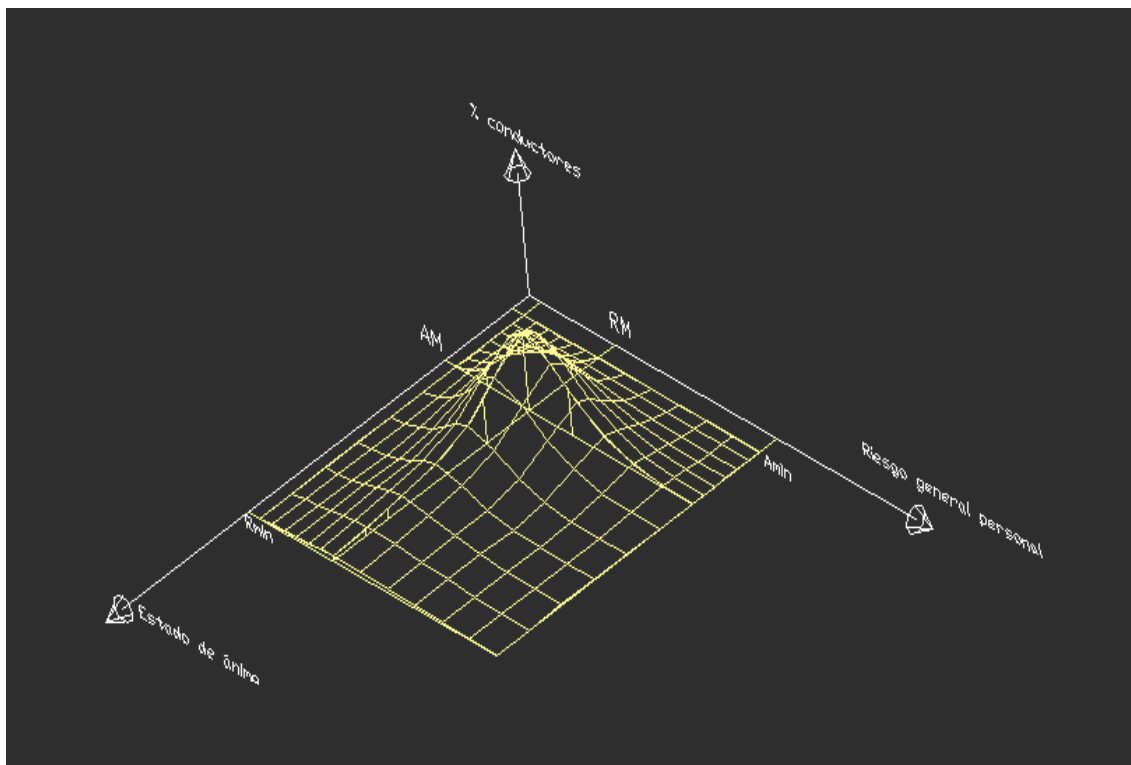 % conductores
RM
AM
Riesgo general personal
Amin
Rmin
Estado de ánimo